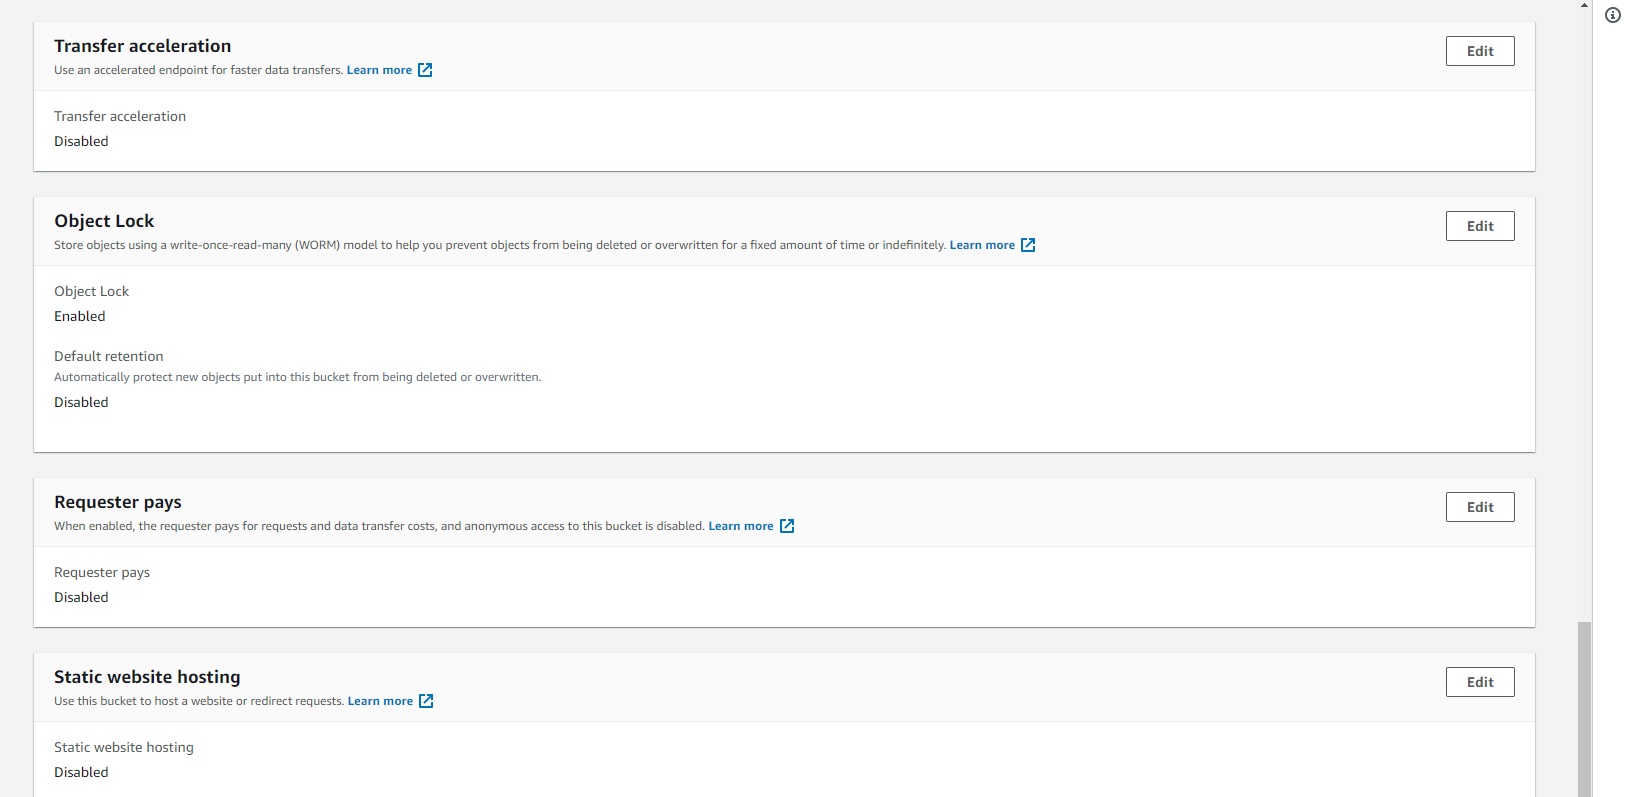 Transfer acceleration
Edit
Use an accelerated endpoint for faster data transfers. Learn more
Transfer acceleration
Disabled
Object Lock
Edit
Store objects using a write-once-read-many (WORM) model to help you prevent objects from being deleted or overwritten for a fixed amount of time or indefinitely. Learn more
Object Lock
Enabled
Default retention
Automatically protect new objects put into this bucket from being deleted or overwritten.
Disabled
Requester pays
Edit
When enabled, the requester pays for requests and data transfer costs, and anonymous access to this bucket is disabled. Learn more
Requester pays
Disabled
Static website hosting
Edit
Use this bucket to host a website or redirect requests. Learn more
Static website hosting
Disabled